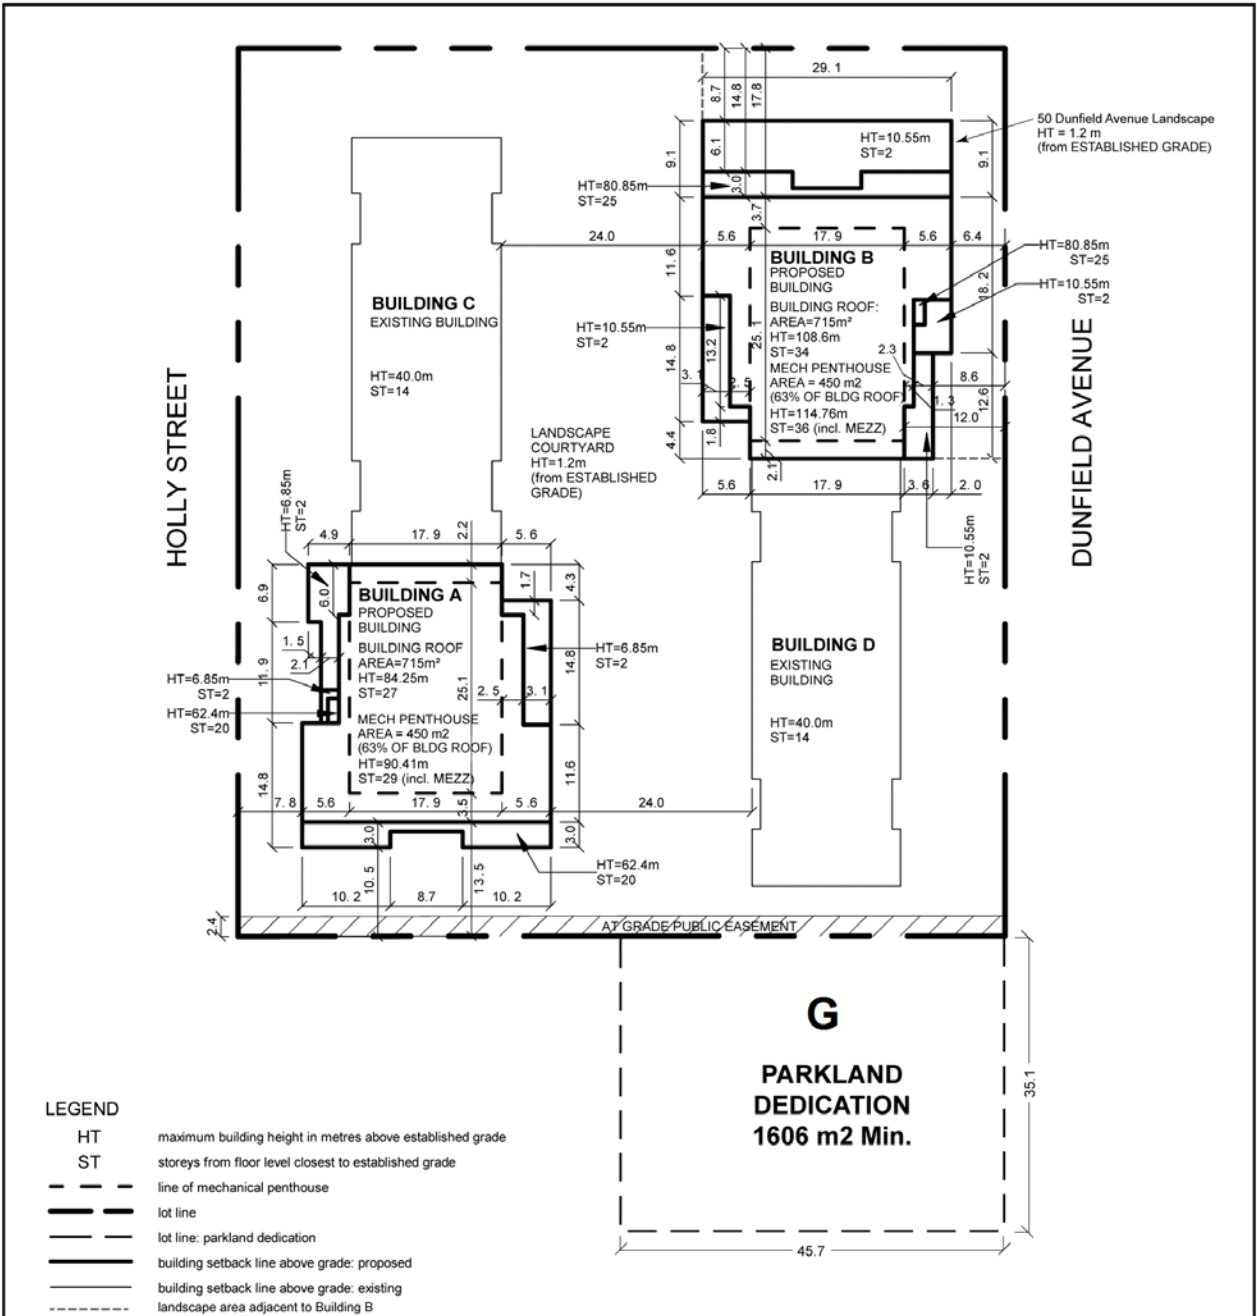 29. 1
8.7
14.8
17.8
50 Dunfield Avenue Landscape
HT = 1.2 m
(from ESTABLISHED GRADE)
HT=10.55m
ST=2
9.1
6.1
9.1
HT=80.85m
ST=25
3.0
3.7
24.0
5.6
17. 9
5.6
6.4
HT=80.85m
ST=25
HT=10.55m
ST=2
11. 6
18. 2
BUILDING B
PROPOSED
BUILDING
BUILDING ROOF:
AREA=715m²
HT=108.6m
ST=34
MECH PENTHOUSE
AREA = 450 m2
(63% OF BLDG ROOF)
HT=114.76m
ST=36 (incl. MEZZ)
BUILDING C
EXISTING BUILDING
HT=40.0m
ST=14
HT=10.55m
ST=2
14. 8
13.2
25.1
2.3
3. 1
2. 5
8.6
1. 3
12.6
12.0
4.4
1.8
2.1
5.6
17. 9
3. 6
2. 0
HT=10.55m
ST=2
HOLLY STREET
DUNFIELD AVENUE
LANDSCAPE
COURTYARD
HT=1.2m
(from ESTABLISHED
GRADE)
HT=6.85m
ST=2
4.9
17. 9
2.2
5. 6
6.9
6.0
1.7
4.3
BUILDING A
PROPOSED
BUILDING
BUILDING ROOF
AREA=715m²
HT=84.25m
ST=27
MECH PENTHOUSE
AREA = 450 m2
(63% OF BLDG ROOF)
HT=90.41m
ST=29 (incl. MEZZ)
1. 5
2.1
11. 9
HT=6.85m
ST=2
HT=62.4m
ST=20
HT=6.85m
ST=2
14.8
25.1
2. 5
3. 1
BUILDING D
EXISTING
BUILDING
HT=40.0m
ST=14
14.8
11.6
7. 8
5.6
17. 9
3.5
5. 6
24.0
3.0
3.0
HT=62.4m
ST=20
10. 2
10. 5
8.7
13. 5
10. 2
2.4
AT GRADE PUBLIC EASEMENT
G
PARKLAND
DEDICATION
1606 m2 Min.
35.1
45.7
LEGEND
HT maximum building height in metres above established grade
ST storeys from floor level closest to established grade
line of mechanical penthouse
lot line
lot line: parkland dedication
building setback line above grade: proposed
building setback line above grade: existing
landscape area adjacent to Building B